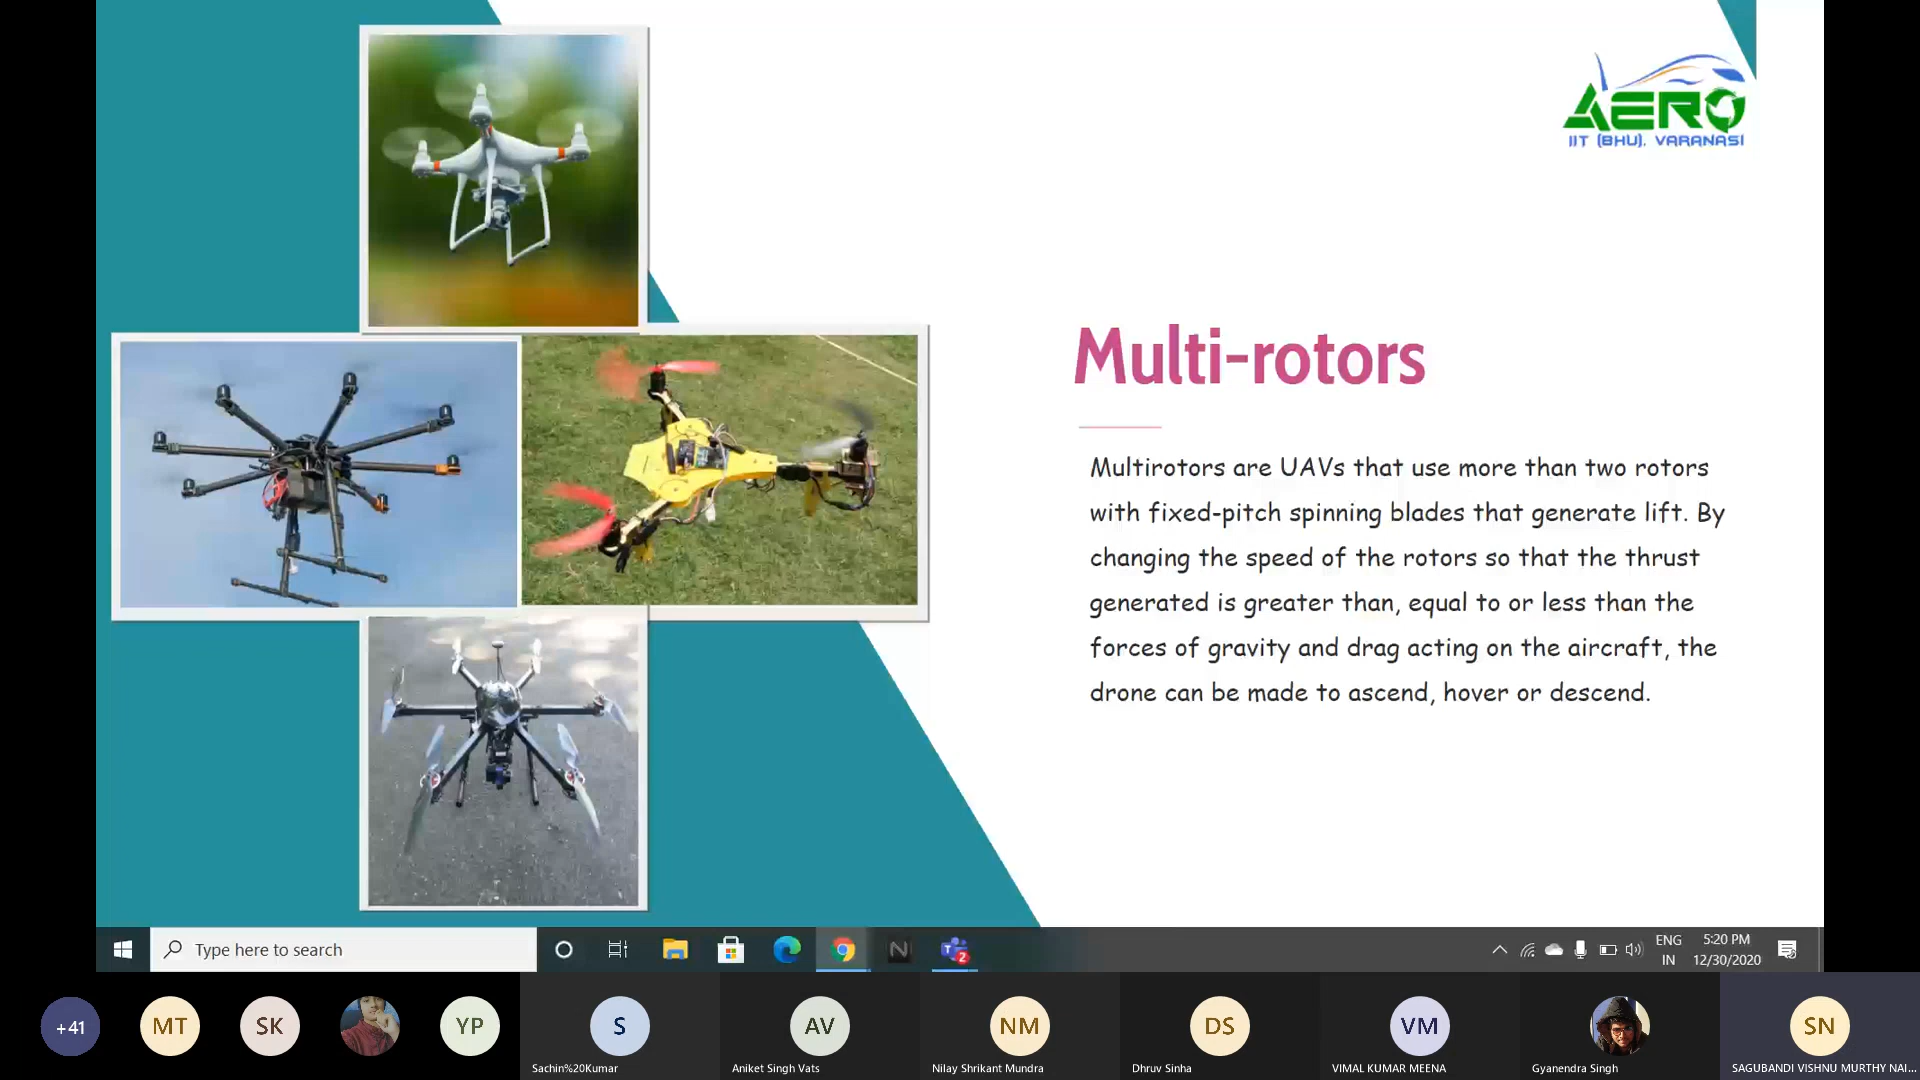 AERO
IIT (BHU), VARANASI
Multi-rotors
Multirotors are UAVs that use more than two rotors
with fixed-pitch spinning blades that generate lift. By
changing the speed of the rotors so that the thrust
generated is greater than, equal to or less than the
forces of gravity and drag acting on the aircraft, the
drone can be made to ascend, hover or descend.
Type here to search
N
T
2
ENG
IN
5:20 PM
12/30/2020
+41
MT
SK
YP
S
AV
NM
DS
VM
SN
Sachin%20Kumar
Aniket Singh Vats
Nilay Shrikant Mundra
Dhruv Sinha
VIMAL KUMAR MEENA
Gyanendra Singh
SAGUBANDI VISHNU MURTHY NAI...